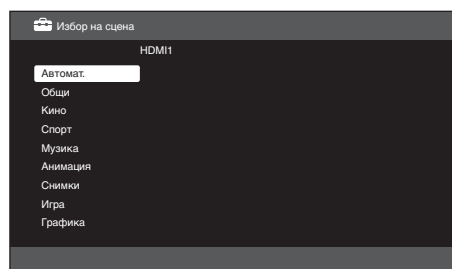 Избор на сцена
HDMI1
Автомат.
Общи
Кино
Спорт
Музика
Анимация
Снимки
Игра
Графика